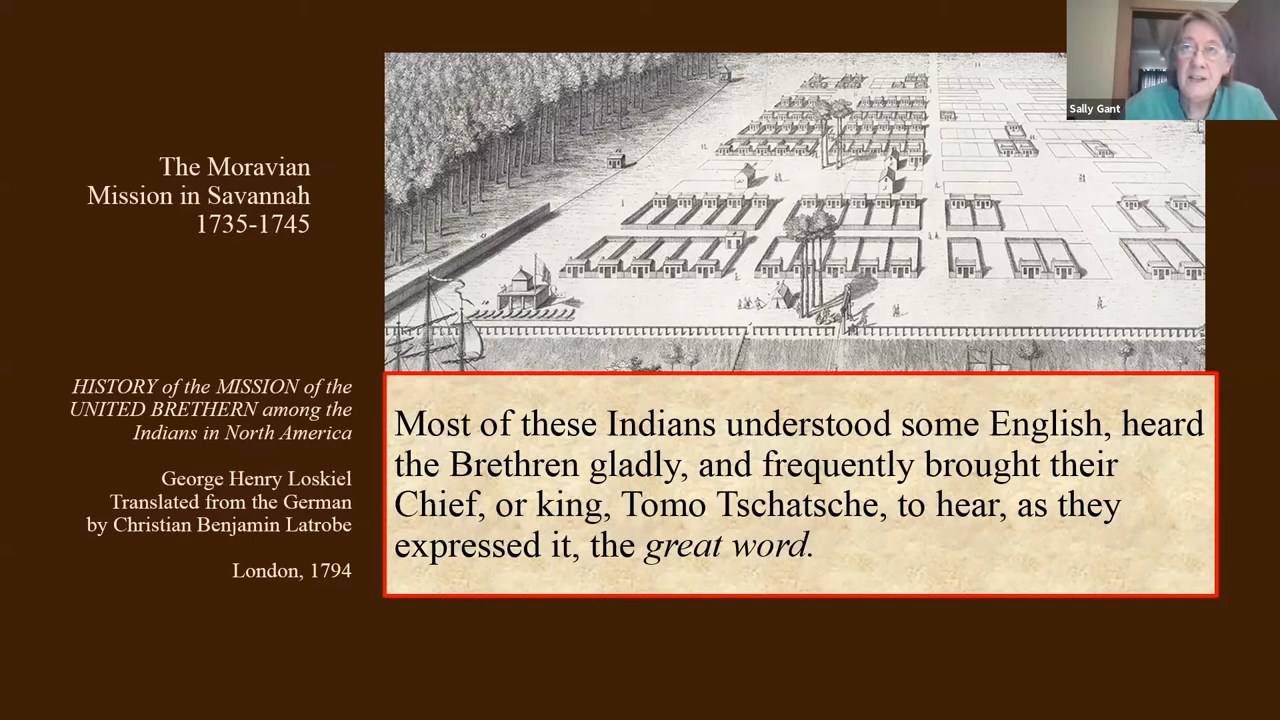 Sally Gant
The Moravian
Mission in Savannah
1735-1745
HISTORY of the MISSION of the
UNITED BRETHERN among the
Indians in North America
George Henry Loskiel
Translated from the German
by Christian Benjamin Latrobe
London, 1794
Most of these Indians understood some English, heard
the Brethren gladly, and frequently brought their
Chief, or king, Tomo Tschatsche, to hear, as they
expressed it, the great word.